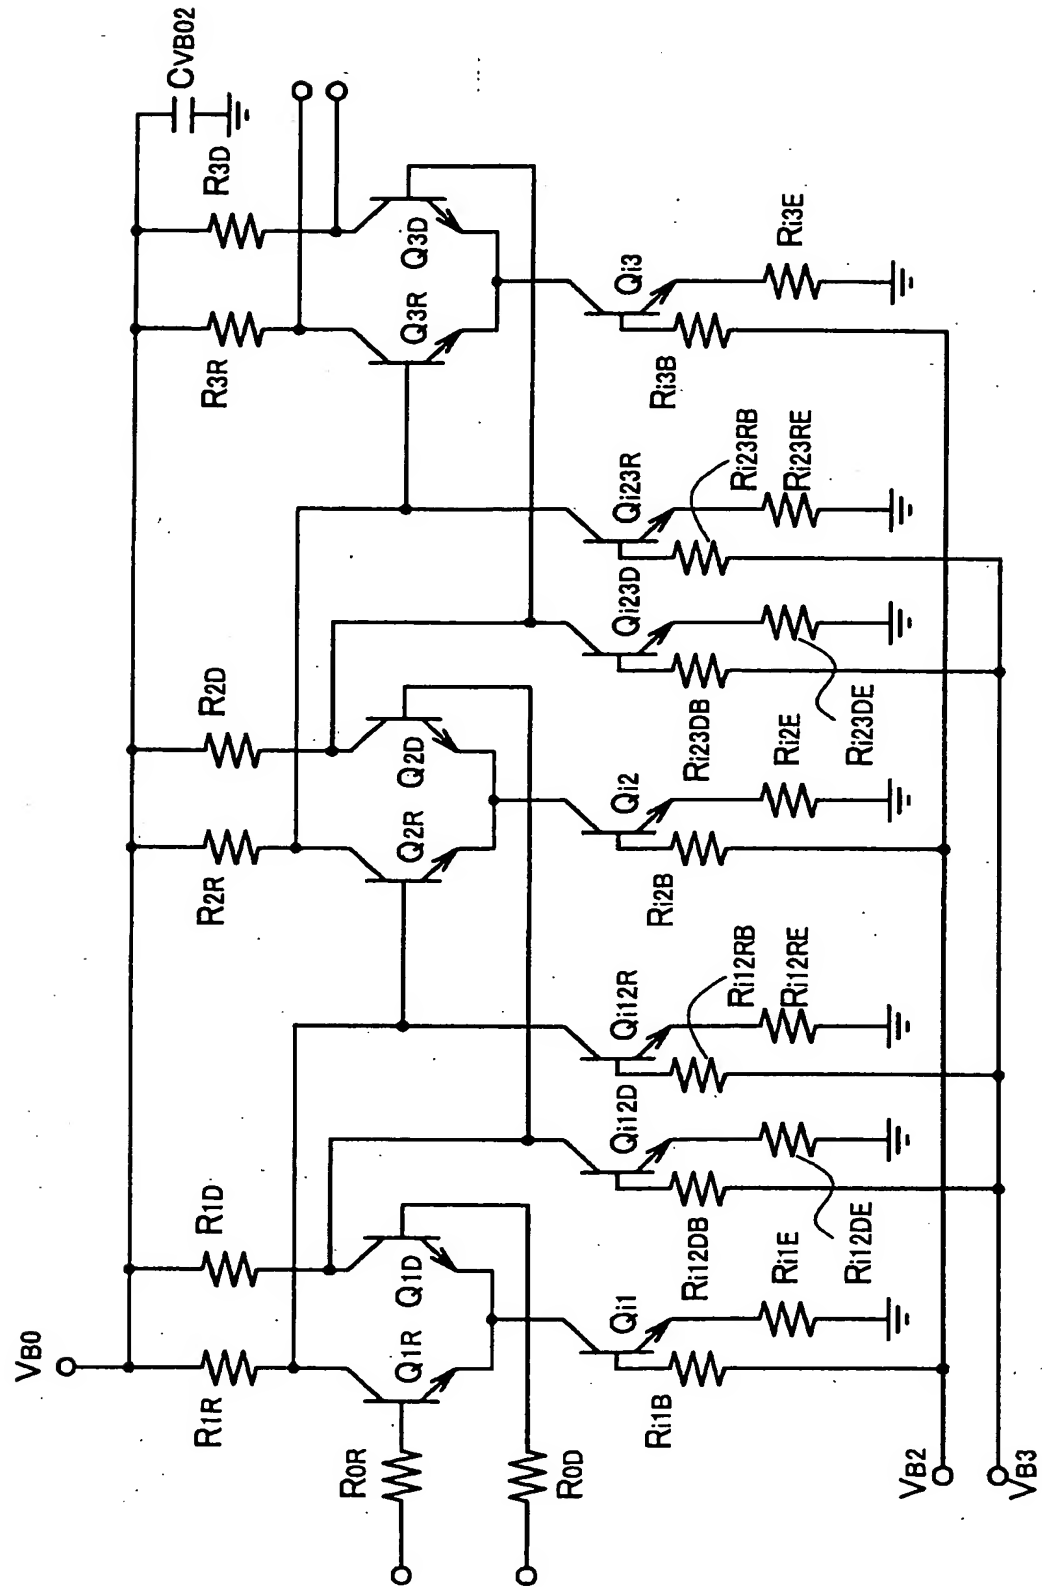 VB0
CVB02
R1R
R1D
R2R
R2D
R3R
R3D
R0R
Q1R
Q1D
Q2R
Q2D
Q3R
Q3D
R0D
Qi1
Qi12D
Qi12R
Qi2
Qi23D
Qi23R
Qi3
Ri1B
Ri12DB
Ri12RB
Ri2B
Ri23DB
Ri23RB
Ri3B
Ri1E
Ri12RE
Ri2E
Ri23RE
Ri3E
Ri12DE
Ri23DE
VB2
VB3